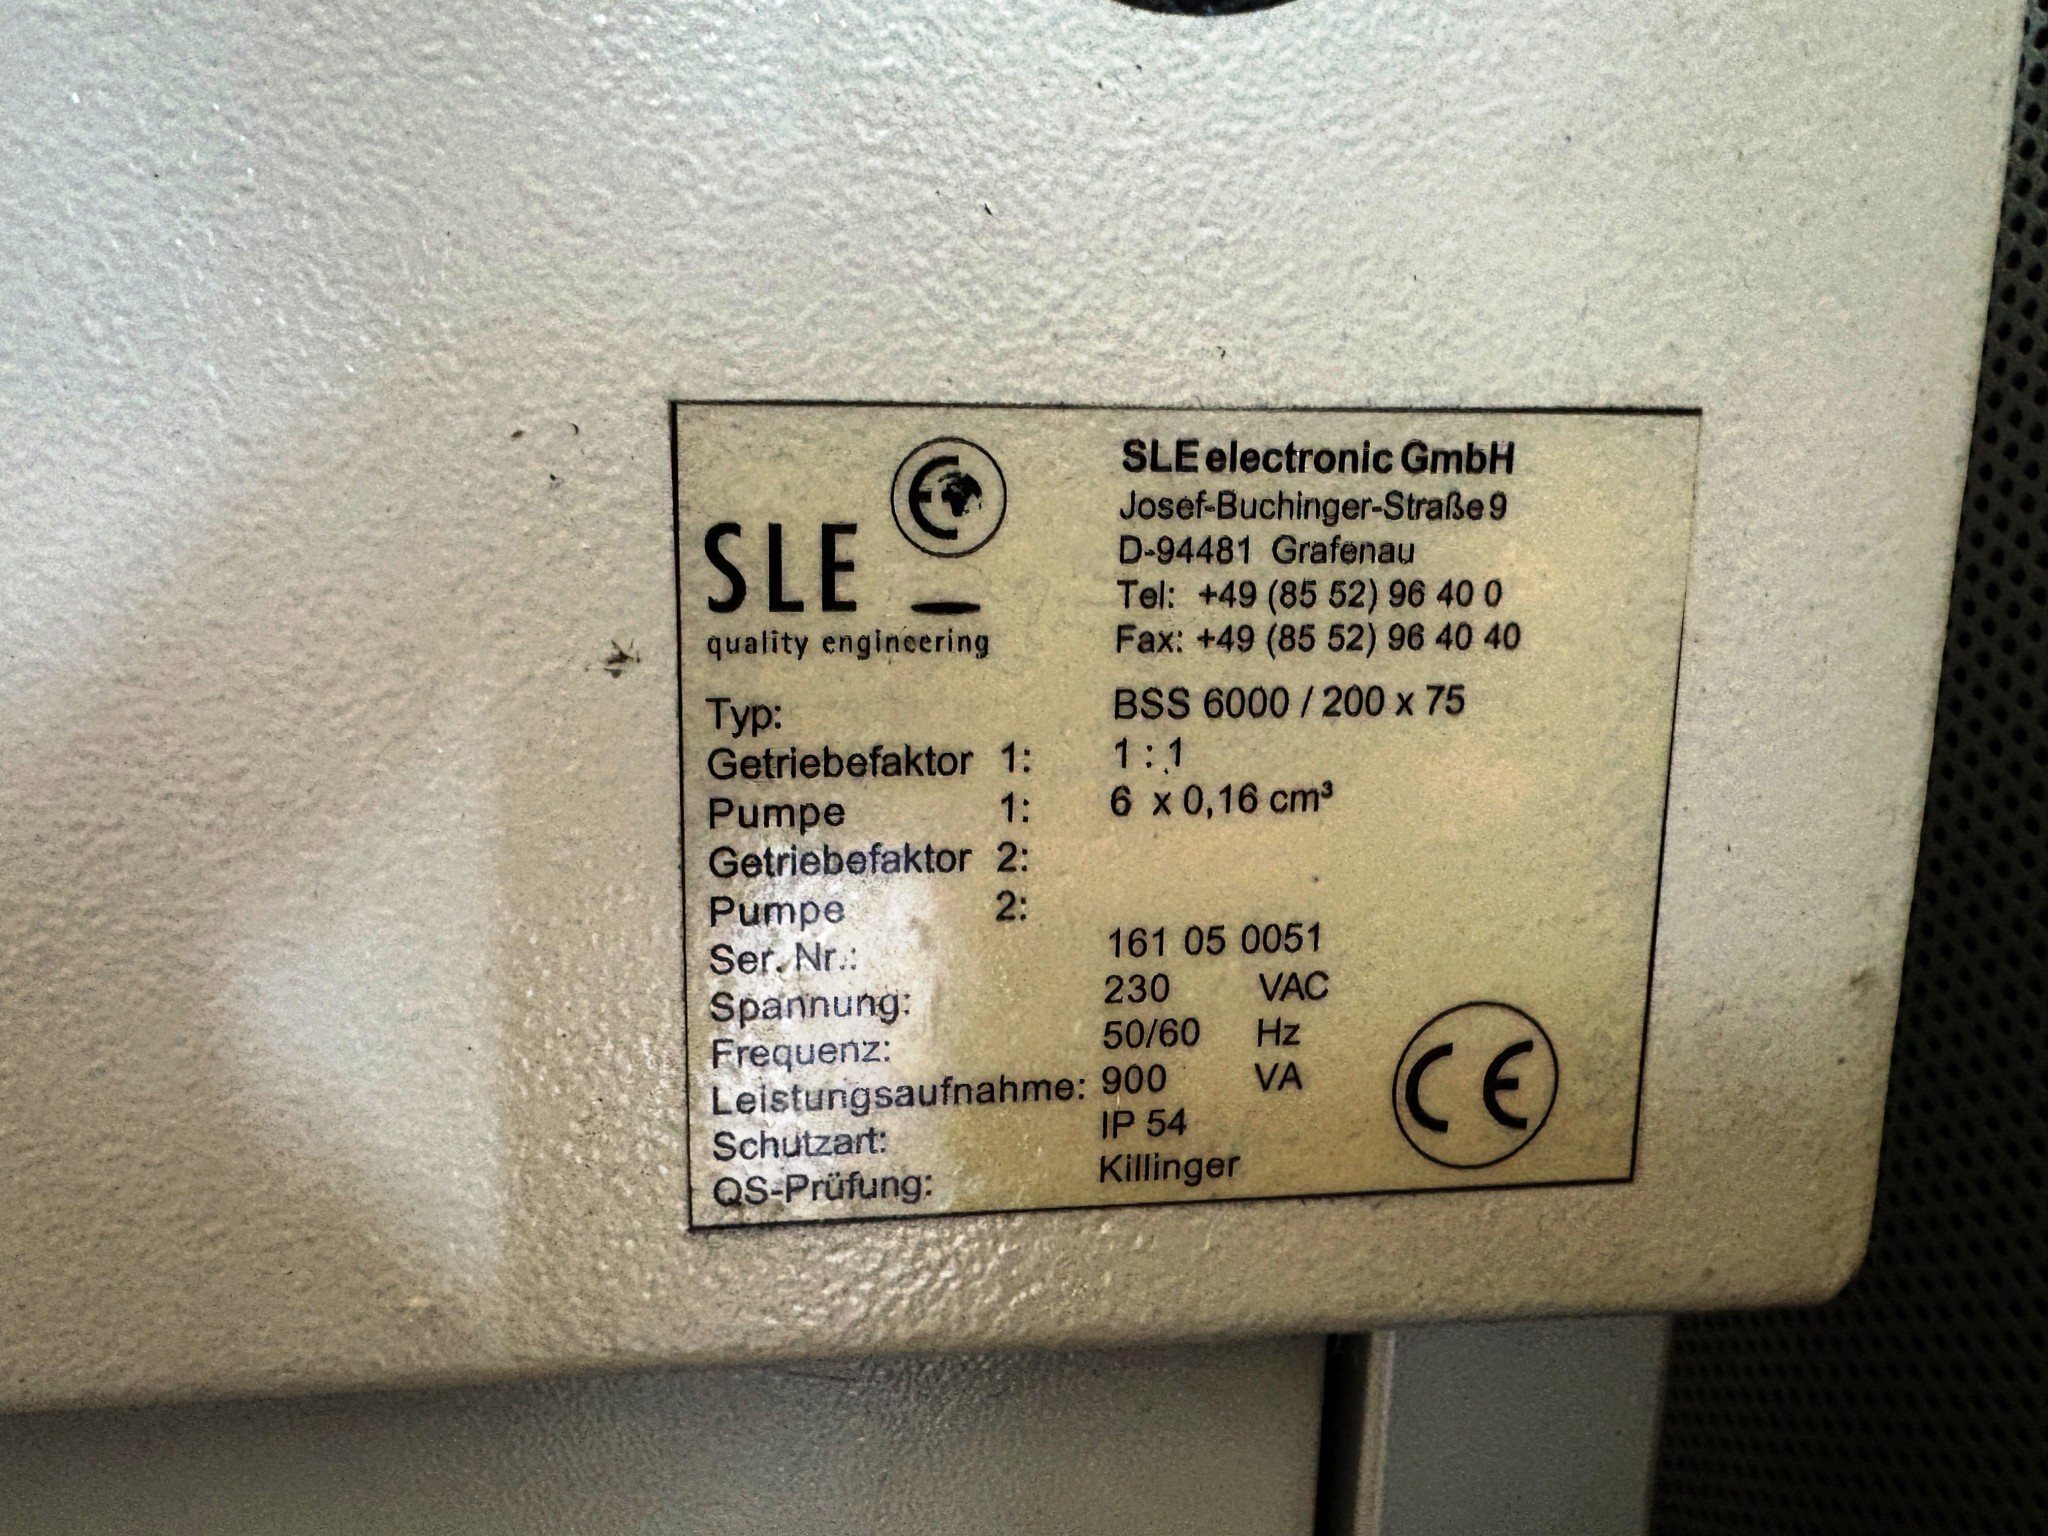 SLE
quality engineering
SLE electronic GmbH
Josef-Buchinger-Straße 9
D-94481 Grafenau
Tel: +49 (85 52) 96 40 0
Fax: +49 (85 52) 96 40 40
Typ: BSS 6000 / 200 x 75
Getriebefaktor 1: 1 : 1
Pumpe 1: 6 x 0,16 cm³
Getriebefaktor 2:
Pumpe 2:
Ser. Nr.: 161 05 0051
Spannung: 230 VAC
Frequenz: 50/60 Hz
Leistungsaufnahme: 900 VA
Schutzart: IP 54
QS-Prüfung: Killinger
CE